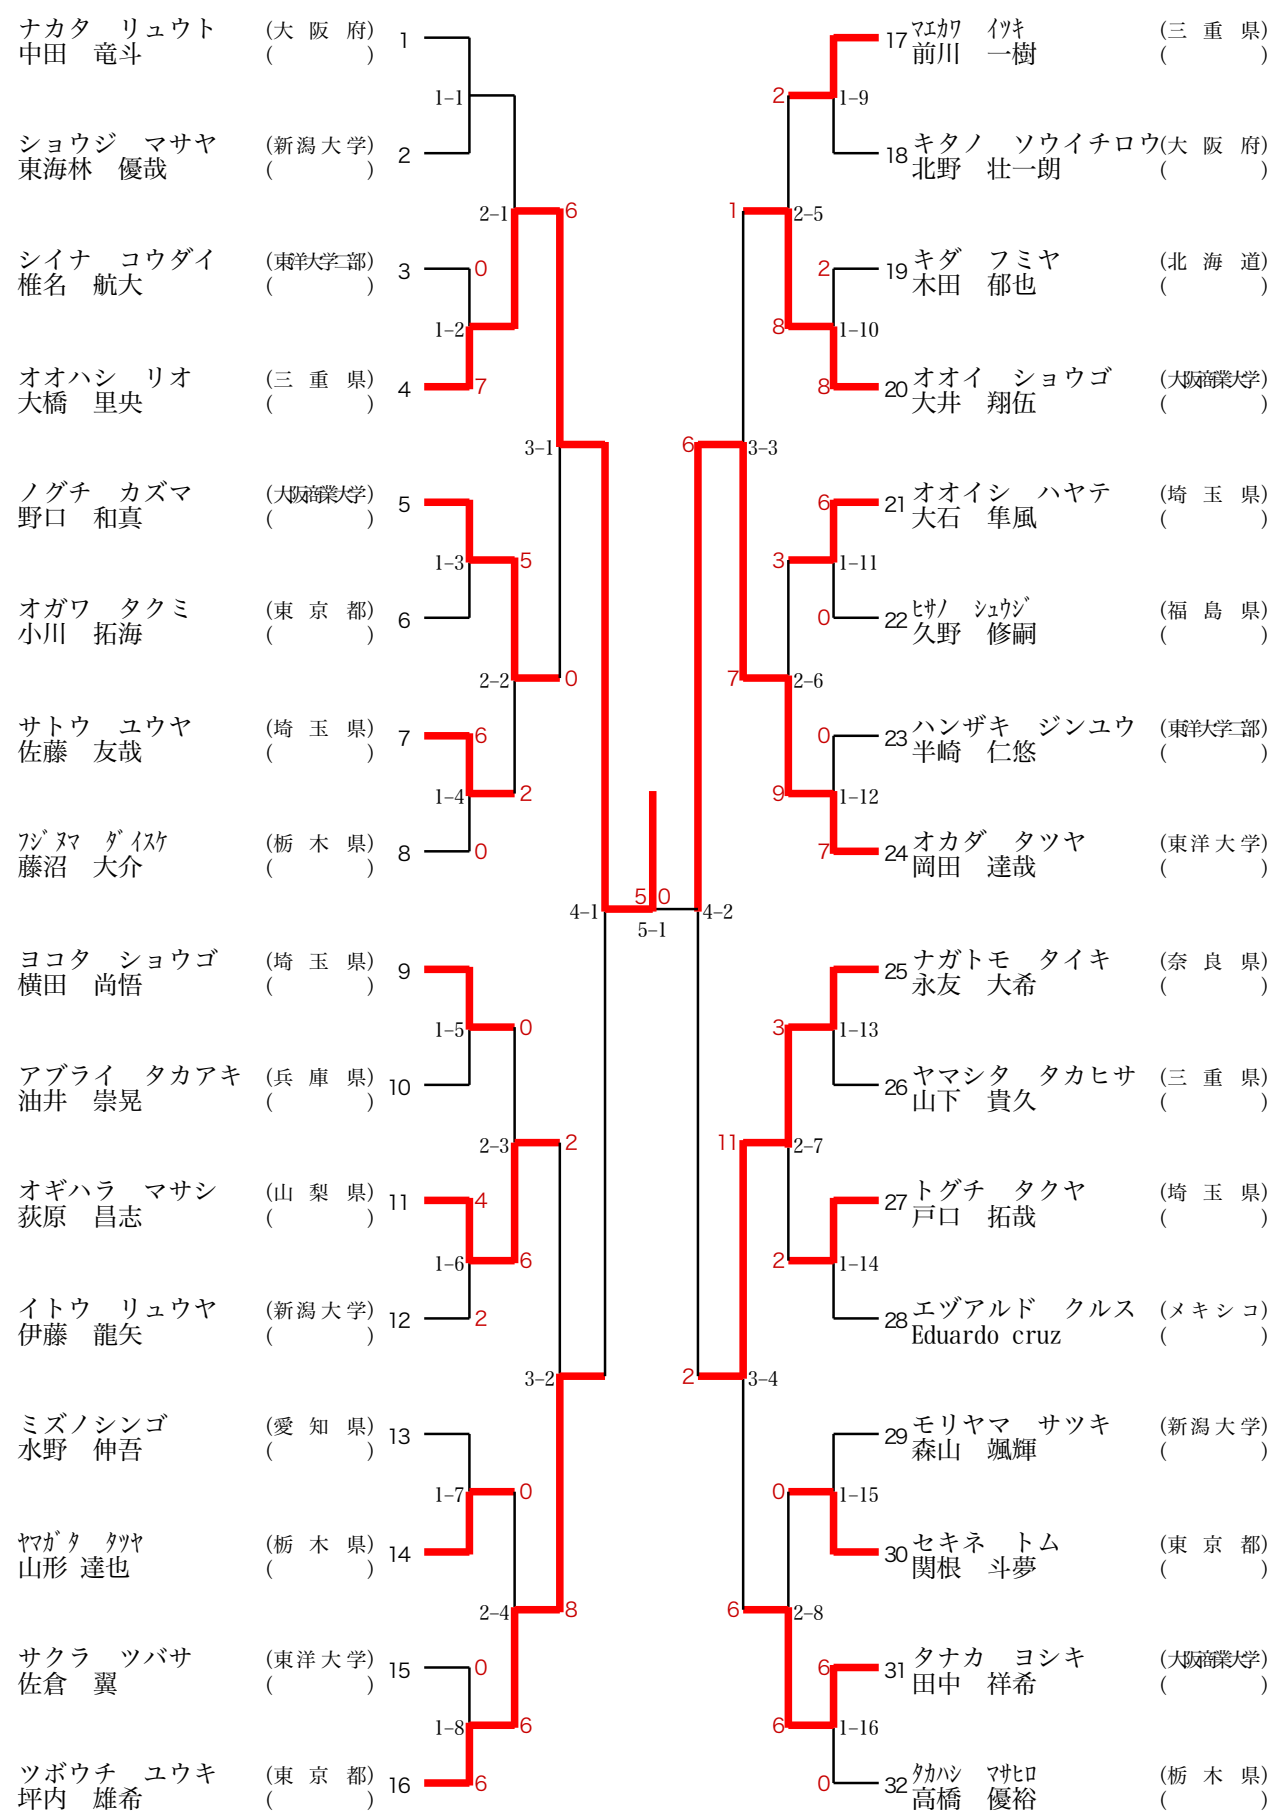 ナカタ　リュウト (大 阪 府) 1
中田　竜斗 (　　　)
1-1
ショウジ　マサヤ (新潟大学) 2
東海林　優哉 (　　　)
2-1 6
シイナ　コウダイ (東洋大学二部) 3 0
椎名　航大 (　　　)
1-2
オオハシ　リオ (三 重 県) 4 7
大橋　里央 (　　　)
3-1
ノグチ　カズマ (大阪商業大学) 5
野口　和真 (　　　)
1-3 5
オガワ　タクミ (東 京 都) 6
小川　拓海 (　　　)
2-2 0
サトウ　ユウヤ (埼 玉 県) 7 6
佐藤　友哉 (　　　)
1-4 2
フジヌマ　ダイスケ (栃 木 県) 8 0
藤沼　大介 (　　　)
4-1 5 0 4-2
5-1
ヨコタ　ショウゴ (埼 玉 県) 9
横田　尚悟 (　　　)
1-5 0
アブライ　タカアキ (兵 庫 県) 10
油井　崇晃 (　　　)
2-3 2
オギハラ　マサシ (山 梨 県) 11 4
荻原　昌志 (　　　)
1-6 6
イトウ　リュウヤ (新潟大学) 12 2
伊藤　龍矢 (　　　)
3-2
ミズノシンゴ (愛 知 県) 13
水野　伸吾 (　　　)
1-7 0
ヤマガタ　タツヤ (栃 木 県) 14
山形 達也 (　　　)
2-4 8
サクラ　ツバサ (東洋大学) 15 0
佐倉　翼 (　　　)
1-8 6
ツボウチ　ユウキ (東 京 都) 16 6
坪内　雄希 (　　　)
17 マエカワ　イツキ (三 重 県)
前川　一樹 (　　　)
2 1-9
18 キタノ　ソウイチロウ (大 阪 府)
北野　壮一朗 (　　　)
1 2-5
2 19 キダ　フミヤ (北 海 道)
木田　郁也 (　　　)
8 1-10
8 20 オオイ　ショウゴ (大阪商業大学)
大井　翔伍 (　　　)
6 3-3
6 21 オオイシ　ハヤテ (埼 玉 県)
大石　隼風 (　　　)
3 1-11
0 22 ヒサノ　シュウジ (福 島 県)
久野　修嗣 (　　　)
7 2-6
0 23 ハンザキ　ジンユウ (東洋大学二部)
半崎　仁悠 (　　　)
9 1-12
7 24 オカダ　タツヤ (東洋大学)
岡田　達哉 (　　　)
25 ナガトモ　タイキ (奈 良 県)
永友　大希 (　　　)
3 1-13
26 ヤマシタ　タカヒサ (三 重 県)
山下　貴久 (　　　)
11 2-7
27 トグチ　タクヤ (埼 玉 県)
戸口　拓哉 (　　　)
2 1-14
28 エヅアルド　クルス (メキシコ)
Eduardo cruz (　　　)
2 3-4
29 モリヤマ　サツキ (新潟大学)
森山　颯輝 (　　　)
0 1-15
30 セキネ　トム (東 京 都)
関根　斗夢 (　　　)
6 2-8
6 31 タナカ　ヨシキ (大阪商業大学)
田中　祥希 (　　　)
6 1-16
0 32 タカハシ　マサヒロ (栃 木 県)
高橋　優裕 (　　　)